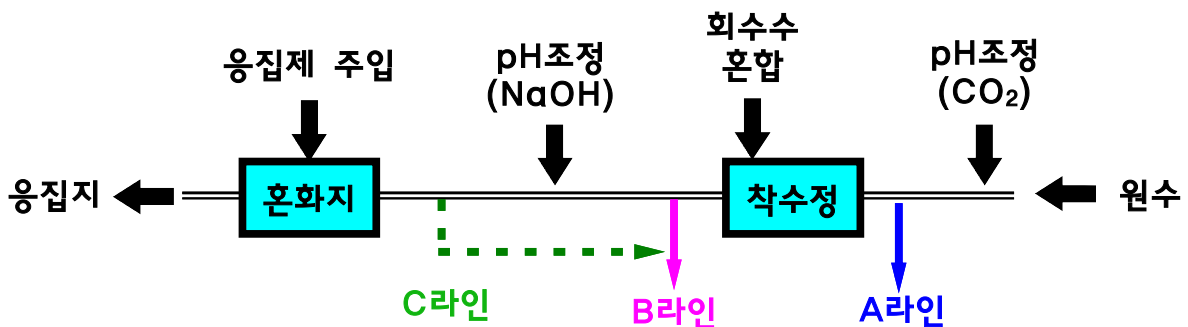 응집제 주입
pH조정
(NaOH)
회수수
혼합
pH조정
(CO₂)
응집지
혼화지
착수정
원수
C라인
B라인
A라인